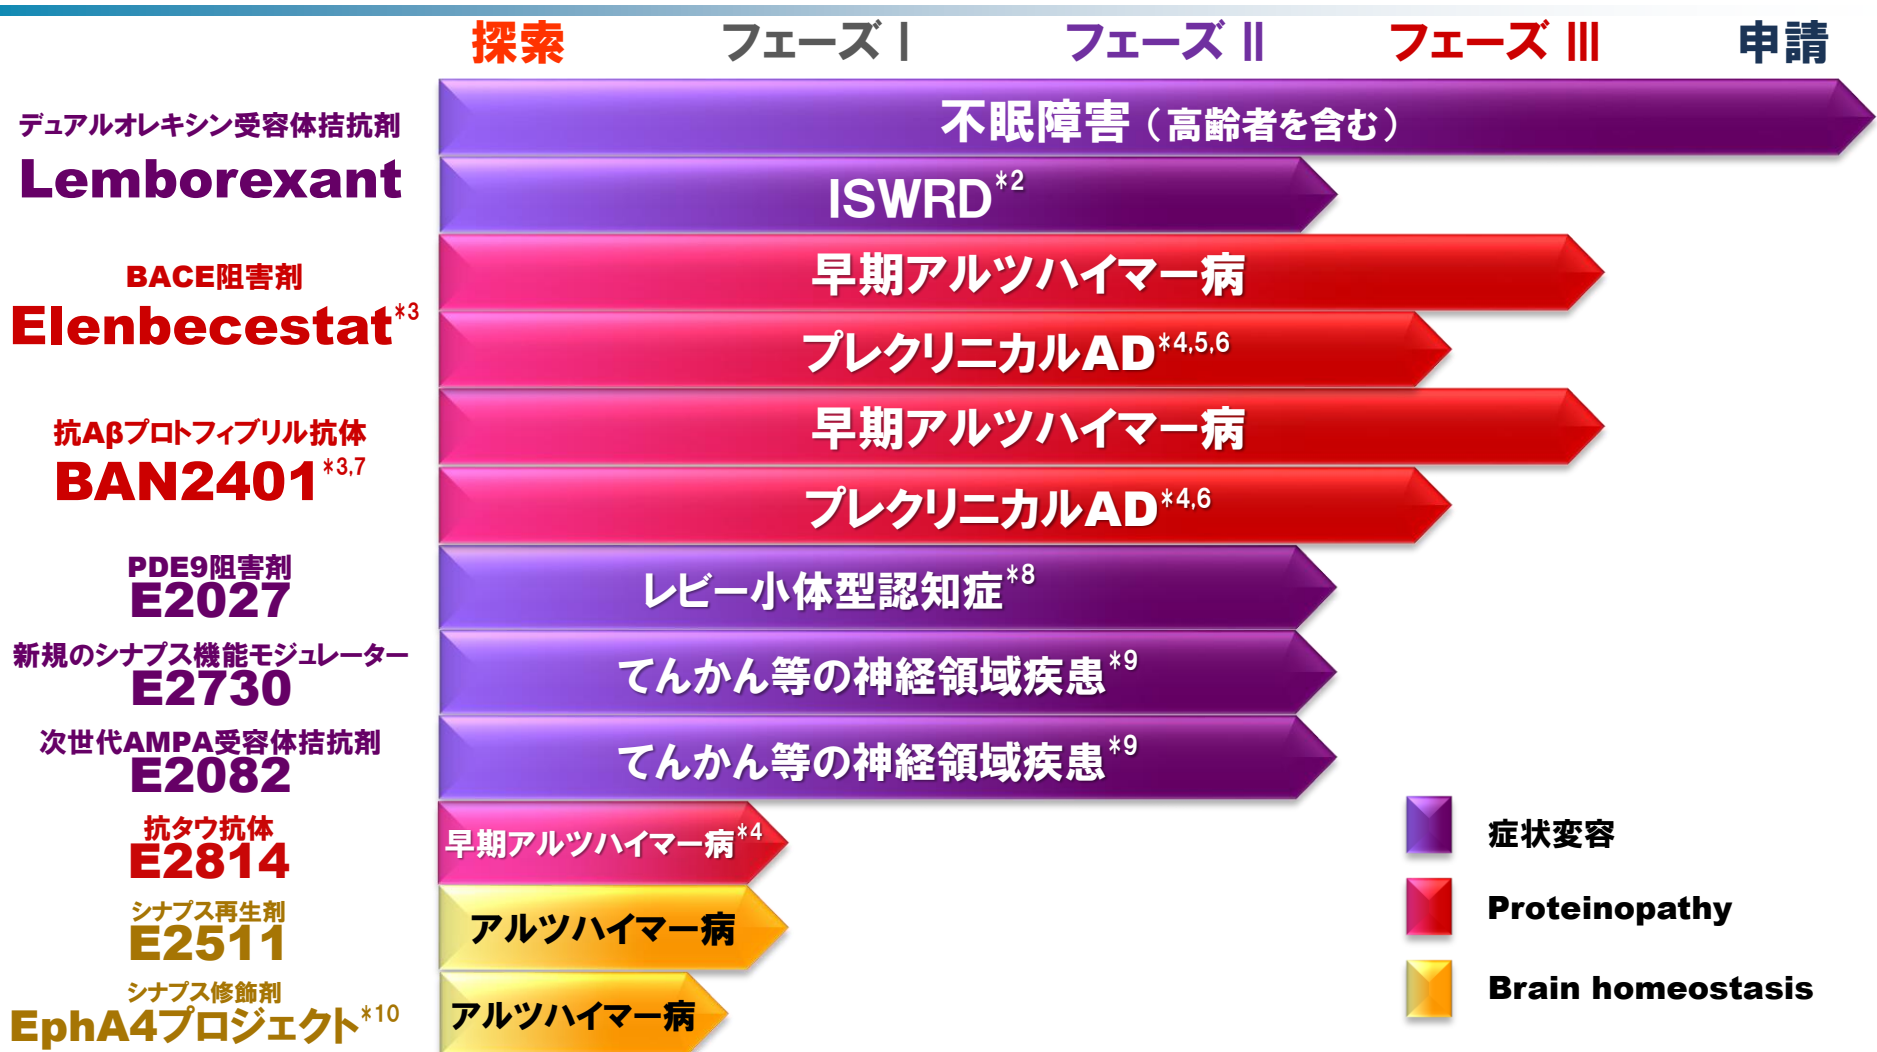 探索 フェーズ I フェーズ II フェーズ III 申請
デュアルオレキシン受容体拮抗剤
Lemborexant
不眠障害（高齢者を含む）
ISWRD*2
BACE阻害剤
Elenbecestat*3
早期アルツハイマー病
プレクリニカルAD*4,5,6
抗Aβプロトフィブリル抗体
BAN2401*3,7
早期アルツハイマー病
プレクリニカルAD*4,6
PDE9阻害剤
E2027
レビー小体型認知症*8
新規のシナプス機能モジュレーター
E2730
てんかん等の神経領域疾患*9
次世代AMPA受容体拮抗剤
E2082
てんかん等の神経領域疾患*9
抗タウ抗体
E2814
早期アルツハイマー病*4
シナプス再生剤
E2511
アルツハイマー病
シナプス修飾剤
EphA4プロジェクト*10
アルツハイマー病
症状変容
Proteinopathy
Brain homeostasis